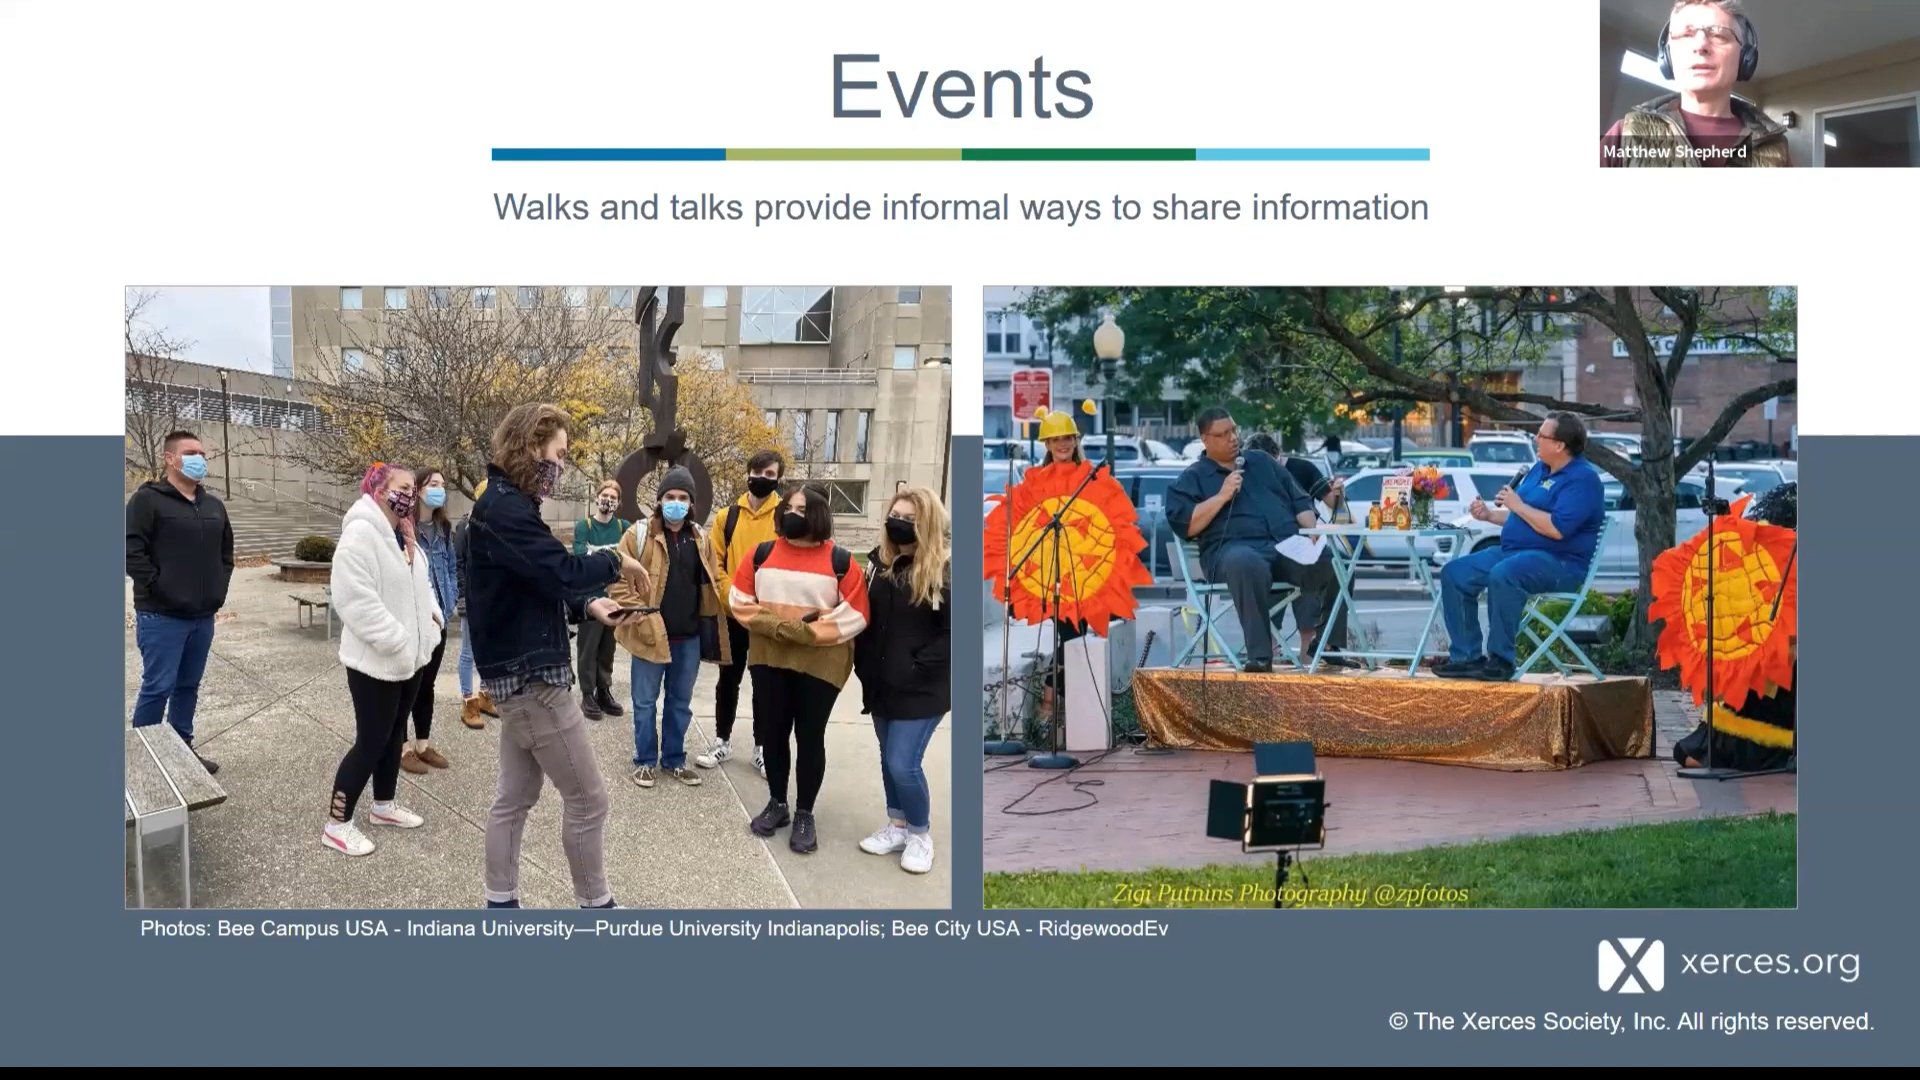 Events
Matthew Shepherd
Walks and talks provide informal ways to share information
Zigi Putnins Photography @zpfotos
Photos: Bee Campus USA - Indiana University—Purdue University Indianapolis; Bee City USA - RidgewoodEv
xerces.org
© The Xerces Society, Inc. All rights reserved.